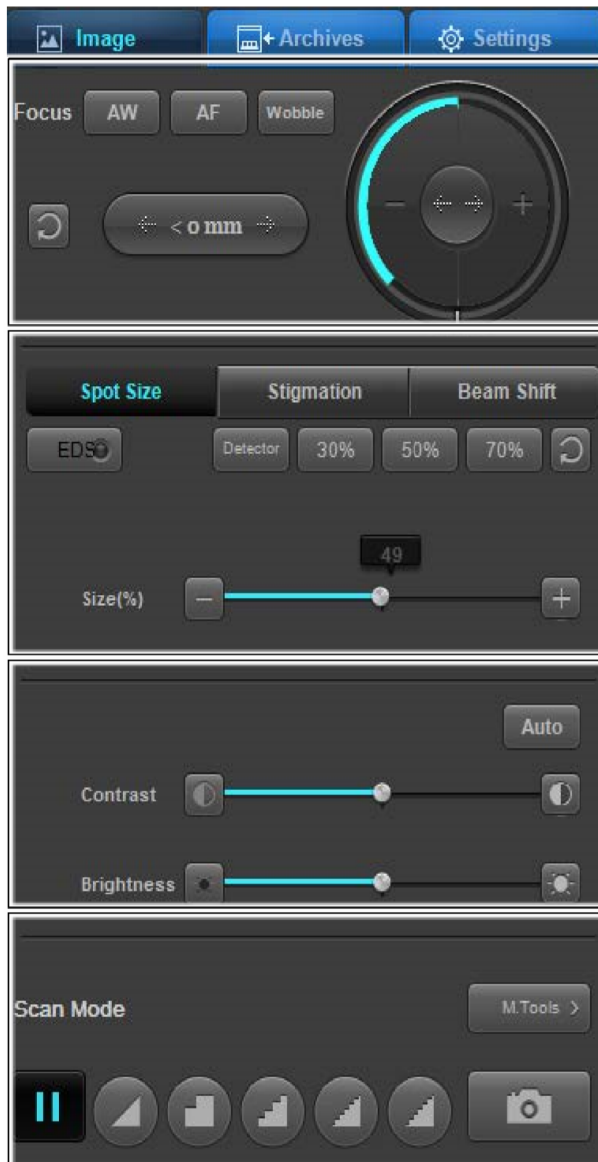 Image Archives Settings
Focus AW AF Wobble
< 0 mm
− +
Spot Size Stigmation Beam Shift
EDS Detector 30% 50% 70%
49
Size(%) − +
Auto
Contrast
Brightness
Scan Mode M.Tools >